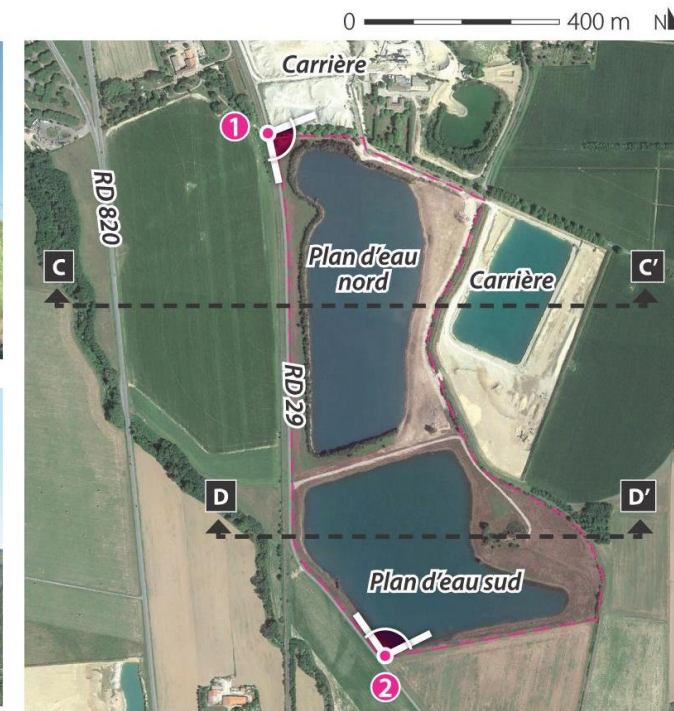 0 400 m N
Carrière
1
RD 820
Plan d'eau
nord
C
C'
Carrière
RD 29
D
D'
Plan d'eau sud
2